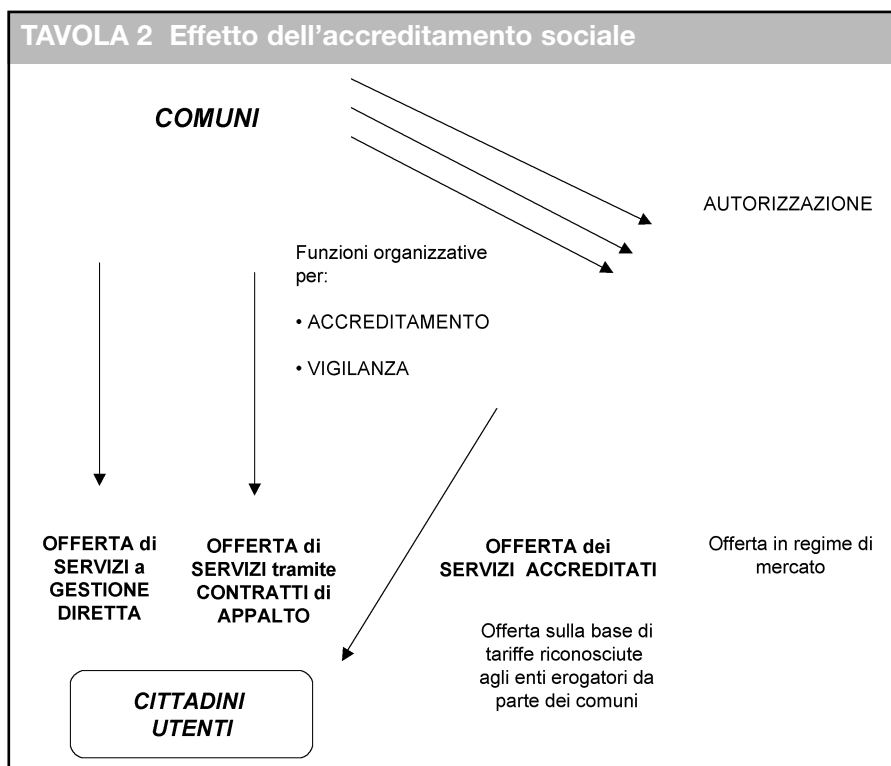 TAVOLA 2 Effetto dell'accreditamento sociale
COMUNI
AUTORIZZAZIONE
Funzioni organizzative
per:
• ACCREDITAMENTO
• VIGILANZA
OFFERTA di
SERVIZI a
GESTIONE
DIRETTA
OFFERTA di
SERVIZI tramite
CONTRATTI di
APPALTO
OFFERTA dei
SERVIZI ACCREDITATI
Offerta sulla base di
tariffe riconosciute
agli enti erogatori da
parte dei comuni
Offerta in regime di
mercato
CITTADINI
UTENTI